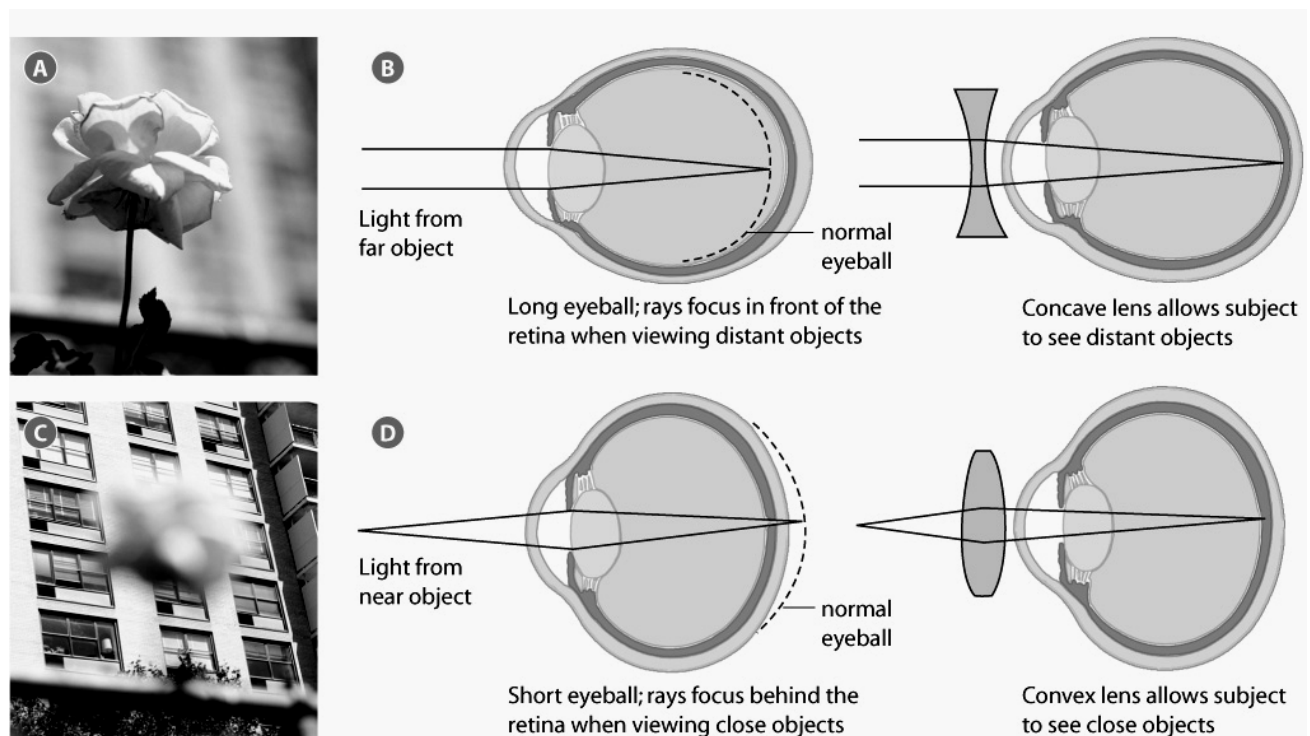 A
B
Light from
far object
normal
eyeball
Long eyeball; rays focus in front of the
retina when viewing distant objects
Concave lens allows subject
to see distant objects
C
D
Light from
near object
normal
eyeball
Short eyeball; rays focus behind the
retina when viewing close objects
Convex lens allows subject
to see close objects